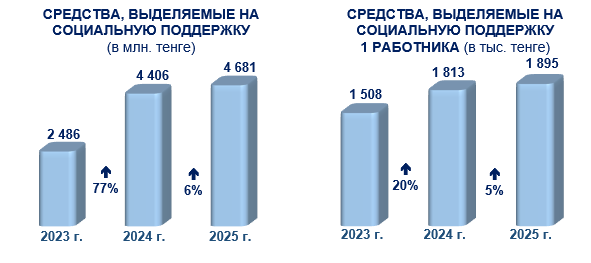 СРЕДСТВА, ВЫДЕЛЯЕМЫЕ НА
СОЦИАЛЬНУЮ ПОДДЕРЖКУ
(в млн. тенге)
2 486
4 406
4 681
77%
6%
2023 г.
2024 г.
2025 г.
СРЕДСТВА, ВЫДЕЛЯЕМЫЕ НА
СОЦИАЛЬНУЮ ПОДДЕРЖКУ
1 РАБОТНИКА (в тыс. тенге)
1 508
1 813
1 895
20%
5%
2023 г.
2024 г.
2025 г.